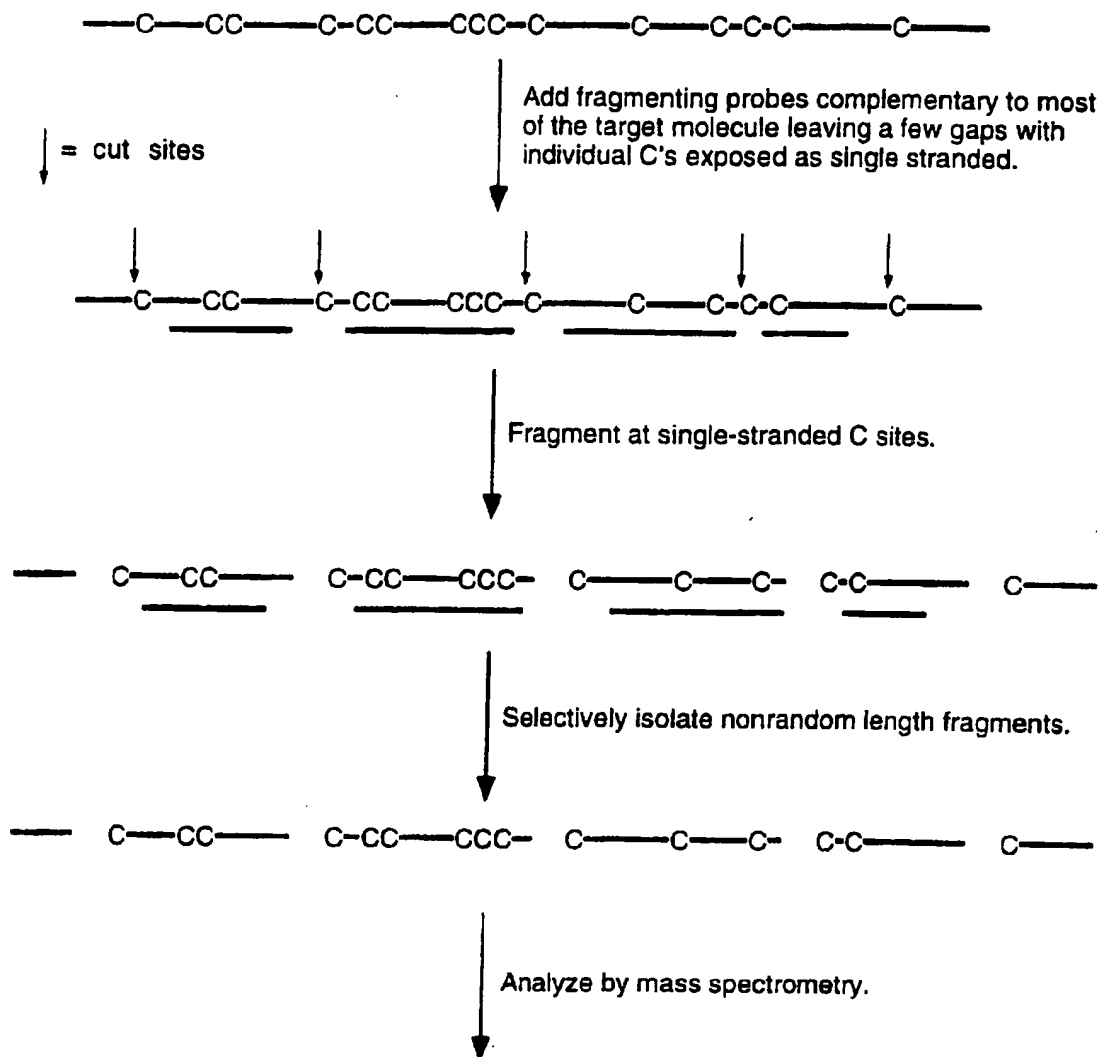 C CC C-CC CCC-C C C-C-C C
Add fragmenting probes complementary to most
of the target molecule leaving a few gaps with
individual C's exposed as single stranded.
= cut sites
C CC C-CC CCC-C C C-C-C C
Fragment at single-stranded C sites.
C CC C-CC CCC- C C C- C-C C
Selectively isolate nonrandom length fragments.
C CC C-CC CCC- C C C- C-C C
Analyze by mass spectrometry.